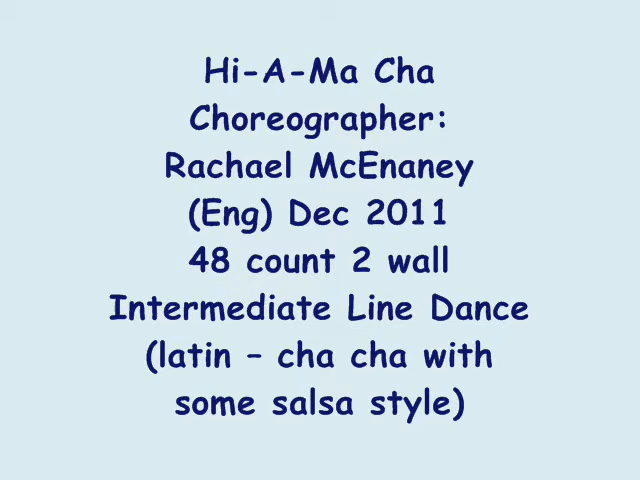 Hi-A-Ma Cha
Choreographer:
Rachael McEnaney
(Eng) Dec 2011
48 count 2 wall
Intermediate Line Dance
(latin – cha cha with
some salsa style)